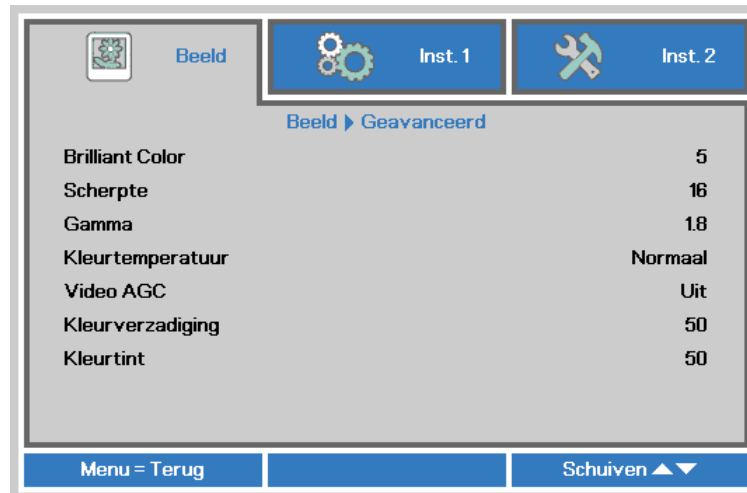 Beeld
Inst. 1
Inst. 2
Beeld Geavanceerd
Brilliant Color 5
Scherpte 16
Gamma 1.8
Kleurtemperatuur Normaal
Video AGC Uit
Kleurverzadiging 50
Kleurtint 50
Menu = Terug
Schuiven ▲▼